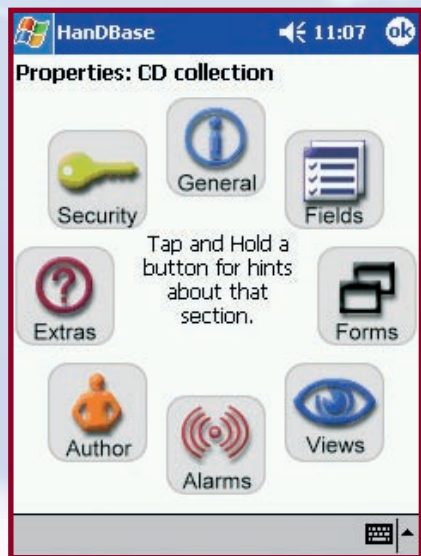 HanDBase 11:07 ok
Properties: CD collection
General
Security
Fields
Tap and Hold a
button for hints
about that
section.
Extras
Forms
Author
Views
Alarms